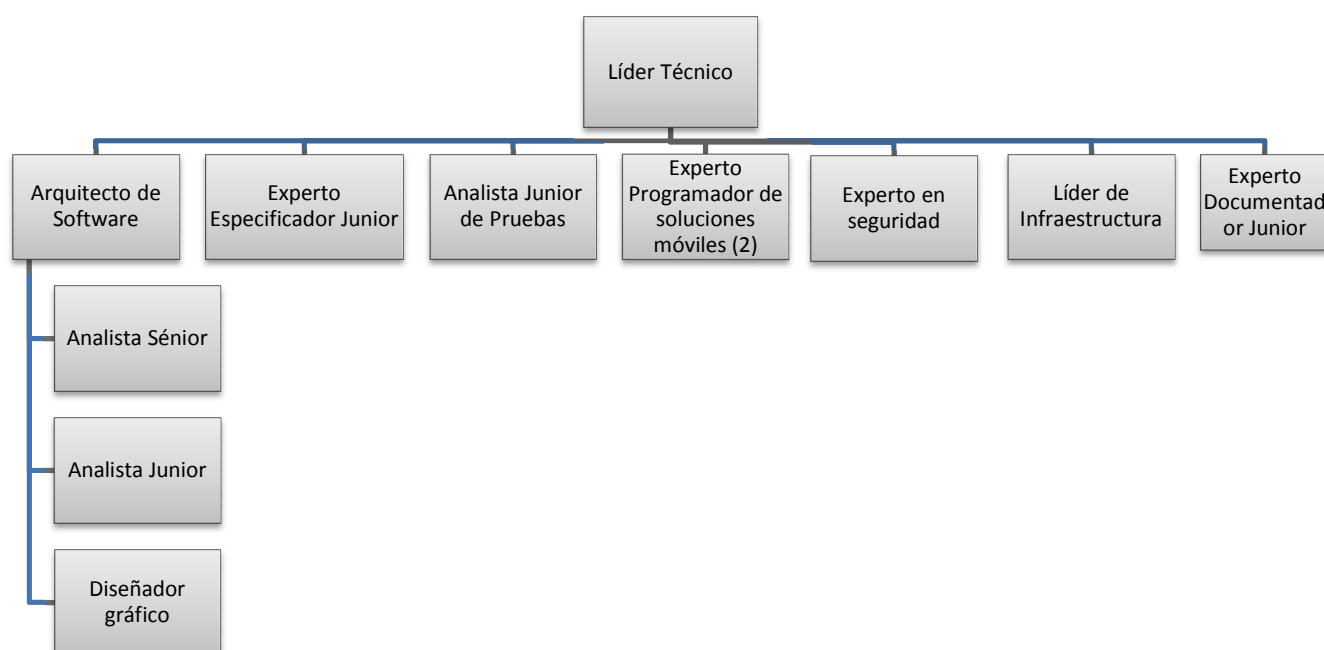 Líder Técnico
Arquitecto de
Software
Experto
Especificador Junior
Analista Junior
de Pruebas
Experto
Programador de
soluciones
móviles (2)
Experto en
seguridad
Líder de
Infraestructura
Experto
Documentad
or Junior
Analista Sénior
Analista Junior
Diseñador
gráfico